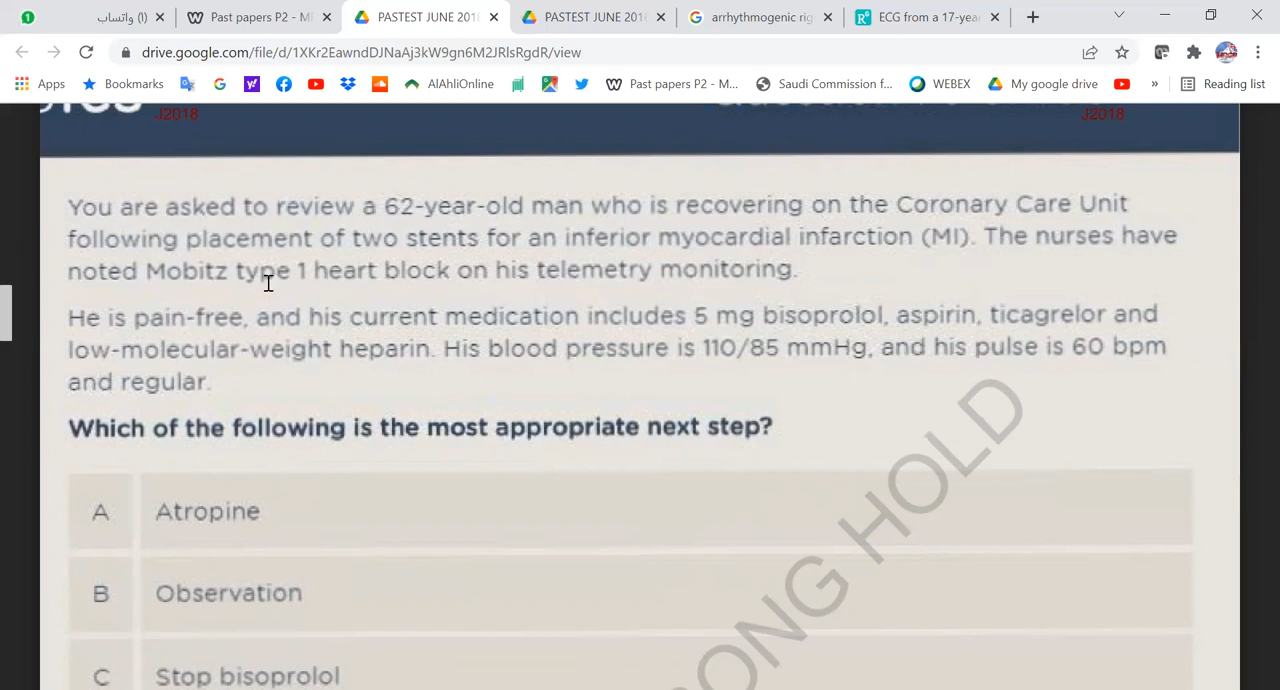 واتساب (١)
Past papers P2 - M
PASTEST JUNE 201
PASTEST JUNE 201
arrhythmogenic rig
ECG from a 17-yea
drive.google.com/file/d/1XKr2EawndDJNaAj3kW9gn6M2JRlsRgdR/view
Apps
Bookmarks
AlAhliOnline
Past papers P2 - M...
Saudi Commission f...
WEBEX
My google drive
»
Reading list
J2018
J2018
You are asked to review a 62-year-old man who is recovering on the Coronary Care Unit
following placement of two stents for an inferior myocardial infarction (MI). The nurses have
noted Mobitz type 1 heart block on his telemetry monitoring.
He is pain-free, and his current medication includes 5 mg bisoprolol, aspirin, ticagrelor and
low-molecular-weight heparin. His blood pressure is 110/85 mmHg, and his pulse is 60 bpm
and regular.
Which of the following is the most appropriate next step?
A
Atropine
B
Observation
C
Stop bisoprolol
ONG HOLD